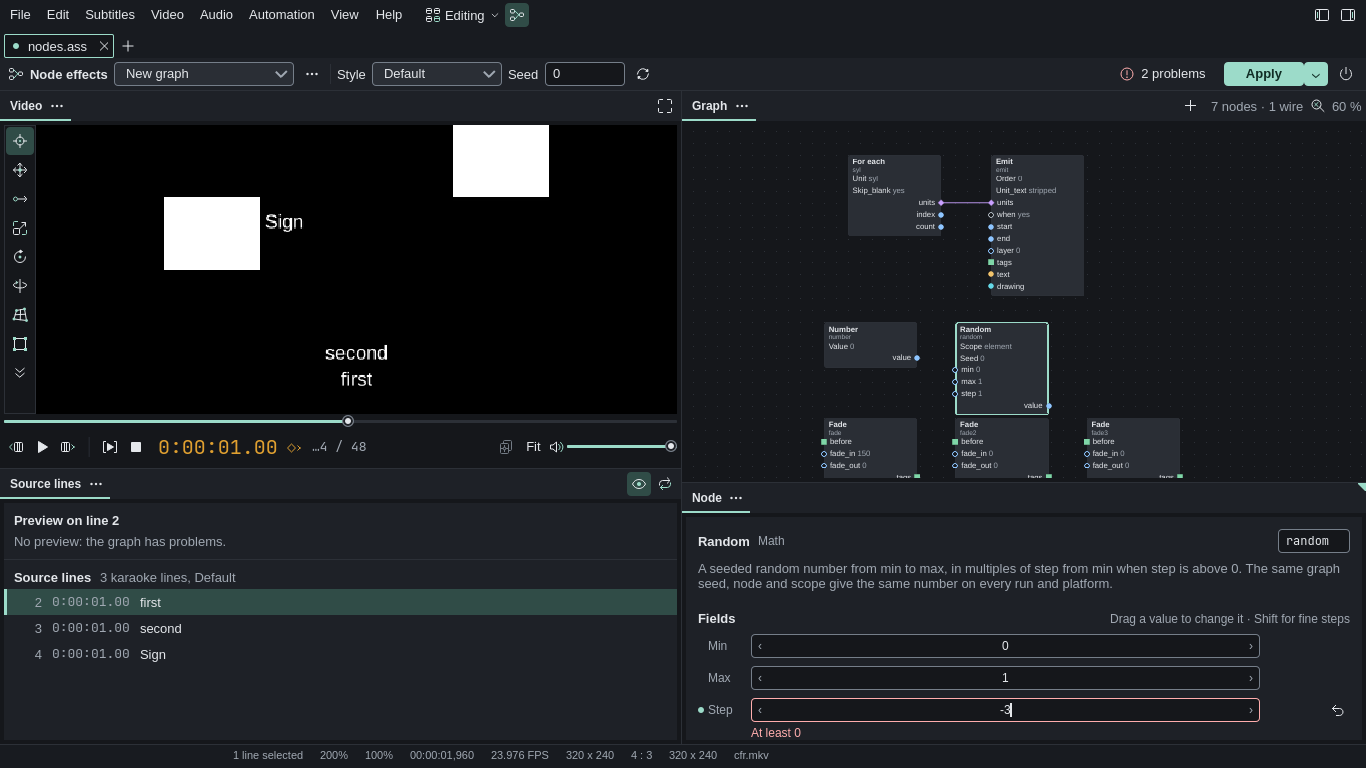 File Edit Subtitles Video Audio Automation View Help Editing
nodes.ass
Node effects New graph Style Default Seed 0 2 problems Apply
Video
Sign
second
first
0:00:01.00 …4 / 48 Fit
Source lines
Preview on line 2
No preview: the graph has problems.
Source lines 3 karaoke lines, Default
2 0:00:01.00 first
3 0:00:01.00 second
4 0:00:01.00 Sign
Graph 7 nodes · 1 wire 60 %
For each
syl
Unit syl
Skip_blank yes
units
index
count
Emit
emit
Order 0
Unit_text stripped
units
when yes
start
end
layer 0
tags
text
drawing
Number
number
Value 0
value
Random
random
Scope element
Seed 0
min 0
max 1
step 1
value
Fade
fade
before
fade_in 150
fade_out 0
tags
Fade
fade2
before
fade_in 0
fade_out 0
tags
Fade
fade3
before
fade_in 0
fade_out 0
tags
Node
Random Math random
A seeded random number from min to max, in multiples of step from min when step is above 0. The same graph
seed, node and scope give the same number on every run and platform.
Fields Drag a value to change it · Shift for fine steps
Min 0
Max 1
Step -3
At least 0
1 line selected 200% 100% 00:00:01,960 23.976 FPS 320 x 240 4 : 3 320 x 240 cfr.mkv